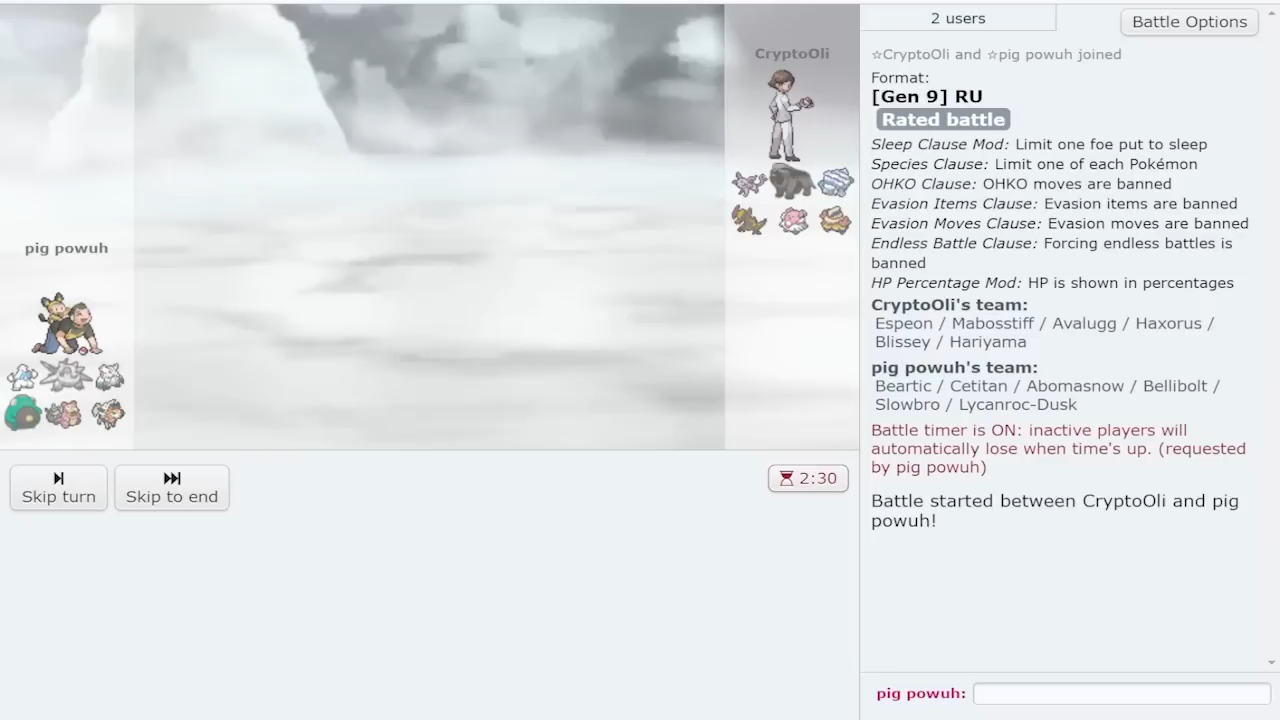 CryptoOli
pig powuh
Skip turn
Skip to end
2:30
2 users
Battle Options
☆CryptoOli and ☆pig powuh joined
Format:
[Gen 9] RU
Rated battle
Sleep Clause Mod: Limit one foe put to sleep
Species Clause: Limit one of each Pokémon
OHKO Clause: OHKO moves are banned
Evasion Items Clause: Evasion items are banned
Evasion Moves Clause: Evasion moves are banned
Endless Battle Clause: Forcing endless battles is
banned
HP Percentage Mod: HP is shown in percentages
CryptoOli's team:
Espeon / Mabosstiff / Avalugg / Haxorus /
Blissey / Hariyama
pig powuh's team:
Beartic / Cetitan / Abomasnow / Bellibolt /
Slowbro / Lycanroc-Dusk
Battle timer is ON: inactive players will
automatically lose when time's up. (requested
by pig powuh)
Battle started between CryptoOli and pig
powuh!
pig powuh: